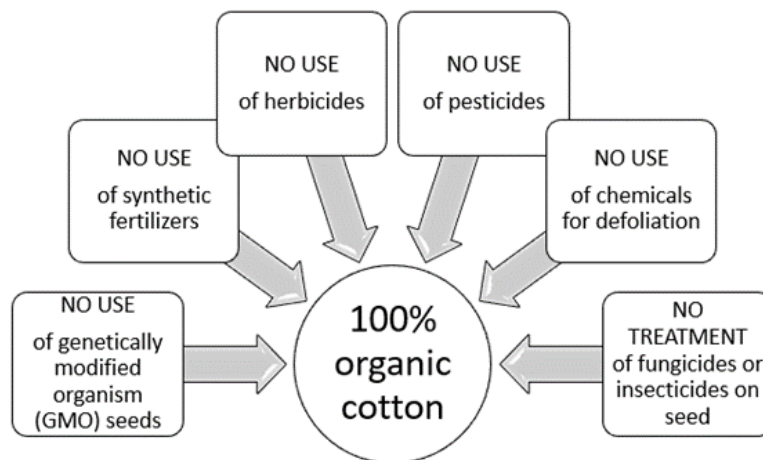 NO USE
of genetically
modified
organism
(GMO) seeds
NO USE
of synthetic
fertilizers
NO USE
of herbicides
NO USE
of pesticides
NO USE
of chemicals
for defoliation
NO
TREATMENT
of fungicides or
insecticides on
seed
100%
organic
cotton